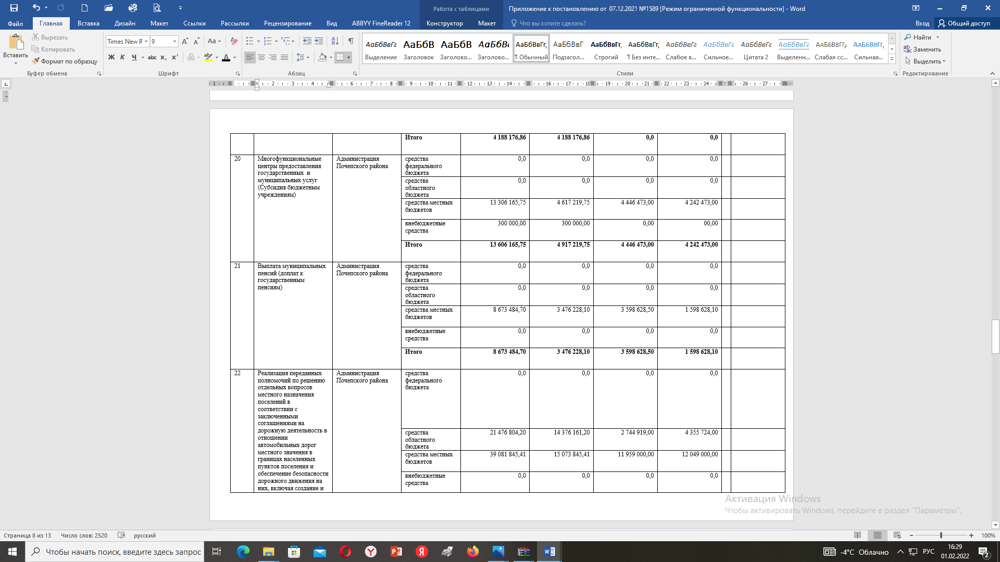 Работа с таблицами
Приложение к постановлению от  07.12.2021 №1589 [Режим ограниченной функциональности] - Word
Файл Главная Вставка Дизайн Макет Ссылки Рассылки Рецензирование Вид ABBYY FineReader 12 Конструктор Макет Что вы хотите сделать? Вход Общий доступ
Вставить
Вырезать
Копировать
Формат по образцу
Буфер обмена
Times New R 9
Ж К Ч abc x₂ x²
Шрифт
Абзац
АаБбВвГг АаБбВ АаБбВ АаБбВ АаБбВвГг, АаБбВвГ АаБбВвГг, АаБбВвГг, АаБбВвГг АаБбВвГг АаБбВвГг АаБбВвГг АаБбВвГг, АаБбВвГг,
Выделение Заголовок Заголово... Заголово... ¶ Обычный Подзагол... Строгий ¶ Без инте... Слабое в... Сильное... Цитата 2 Выделенн... Слабая сс... Сильная...
Стили
Найти
Заменить
Выделить
Редактирование
Итого 4 188 176,86 4 188 176,86 0,0 0,0
20
Многофункциональные
центры предоставления
государственных  и
муниципальных услуг
(Субсидия бюджетным
учреждениям)
Администрация
Почепского района
средства
федерального
бюджета
0,0 0,0 0,0 0,0
средства
областного
бюджета
0,0 0,0 0,0 0,0
средства местных
бюджетов
13 306 165,75 4 617 219,75 4 446 473,00 4 242 473,00
внебюджетные
средства
300 000,00 300 000,00 0,00 00,00
Итого 13 606 165,75 4 917 219,75 4 446 473,00 4 242 473,00
21
Выплата муниципальных
пенсий (доплат к
государственным
пенсиям)
Администрация
Почепского района
средства
федерального
бюджета
0,0 0,0 0,0 0,0
средства
областного
бюджета
0,0 0,0 0,0 0,0
средства местных
бюджетов
8 673 484,70 3 476 228,10 3 598 628,50 1 598 628,10
внебюджетные
средства
0,0 0,0 0,0 0,0
Итого 8 673 484,70 3 476 228,10 3 598 628,50 1 598 628,10
22
Реализация переданных
полномочий по решению
отдельных вопросов
местного назначения
поселений в
соответствии с
заключенными
соглашениями на
дорожную деятельность в
отношении
автомобильных дорог
местного значения в
границах населенных
пунктов поселения и
обеспечение безопасности
дорожного движения на
них, включая создание и
Администрация
Почепского района
средства
федерального
бюджета
0,0 0,0 0,0 0,0
средства
областного
бюджета
21 476 804,20 14 376 161,20 2 744 919,00 4 355 724,00
средства местных
бюджетов
39 081 845,41 15 073 845,41 11 959 000,00 12 049 000,00
внебюджетные
средства
0,0 0,0 0,0 0,0
Активация Windows
Чтобы активировать Windows, перейдите в раздел "Параметры".
Страница 8 из 13 Число слов: 2520 русский 100%
Чтобы начать поиск, введите здесь запрос
-4°C Облачно РУС 16:29
01.02.2022 2